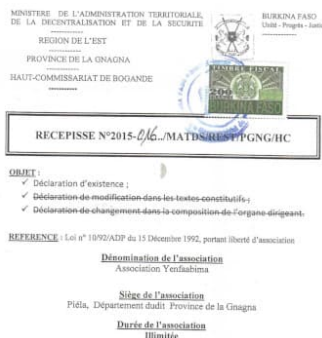 MINISTERE DE L'ADMINISTRATION TERRITORIALE,
DE LA DECENTRALISATION ET DE LA SECURITE
BURKINA FASO
Unité - Progrès - Justice
REGION DE L'EST
PROVINCE DE LA GNAGNA
HAUT-COMMISSARIAT DE BOGANDE
TIMBRE FISCAL
200
BURKINA FASO
RECEPISSE N°2015-016../MATDS/REST/PGNG/HC
OBJET :
✓ Déclaration d'existence ;
✓ Déclaration de modification dans les textes constitutifs ;
✓ Déclaration de changement dans la composition de l'organe dirigeant.
REFERENCE : Loi n° 10/92/ADP du 15 Décembre 1992, portant liberté d'association
Dénomination de l'association
Association Yenfaabima
Siège de l'association
Piéla, Département dudit Province de la Gnagna
Durée de l'association
Illimitée